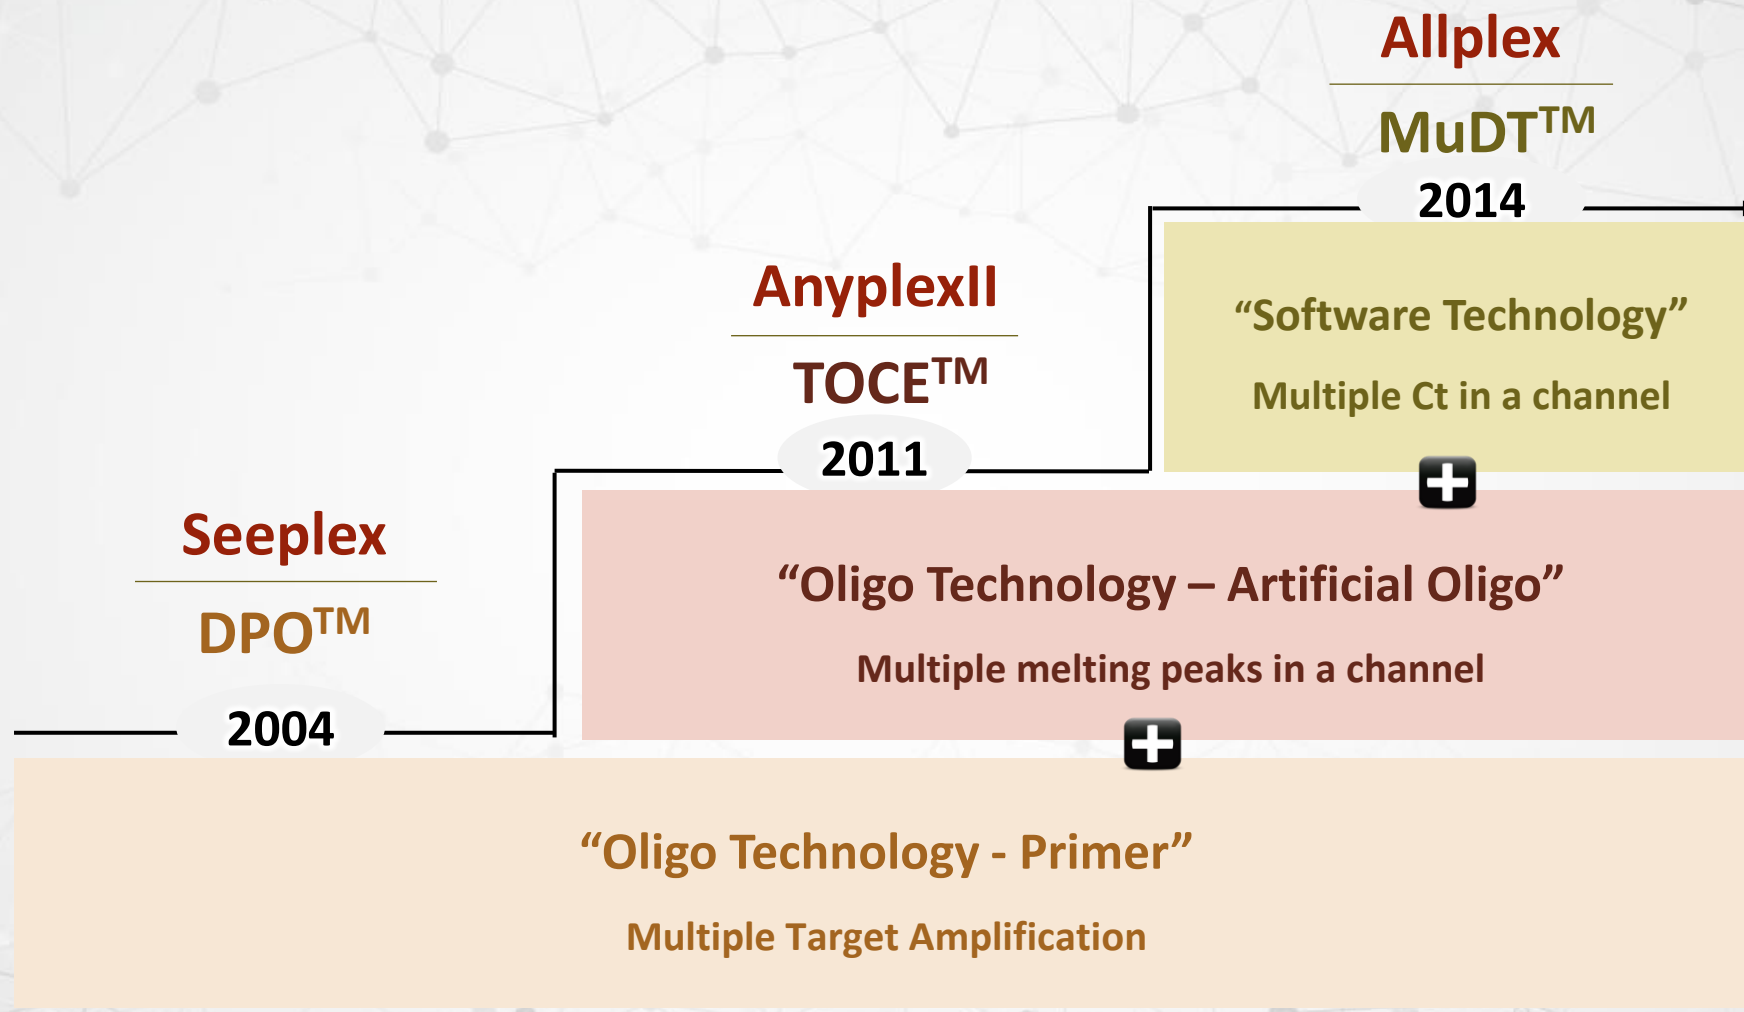 Allplex
MuDT™
2014
“Software Technology”
Multiple Ct in a channel
AnyplexII
TOCE™
2011
“Oligo Technology – Artificial Oligo”
Multiple melting peaks in a channel
Seeplex
DPO™
2004
“Oligo Technology - Primer”
Multiple Target Amplification